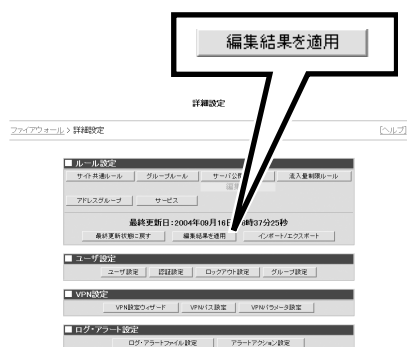 編集結果を適用
詳細設定
ファイアウォール > 詳細設定 [ヘルプ]
■ ルール設定
サイト共通ルール グループルール サーバ公 流入量制限ルール
アドレスグループ サービス
最終更新日:2004年09月16日 8時37分25秒
最終更新状態に戻す 編集結果を適用 インポート/エクスポート
■ ユーザ設定
ユーザ設定 認証設定 ロックアウト設定 グループ設定
■ VPN設定
VPN設定ウィザード VPNパス設定 VPNパラメータ設定
■ ログ・アラート設定
ログ・アラートファイル設定 アラートアクション設定